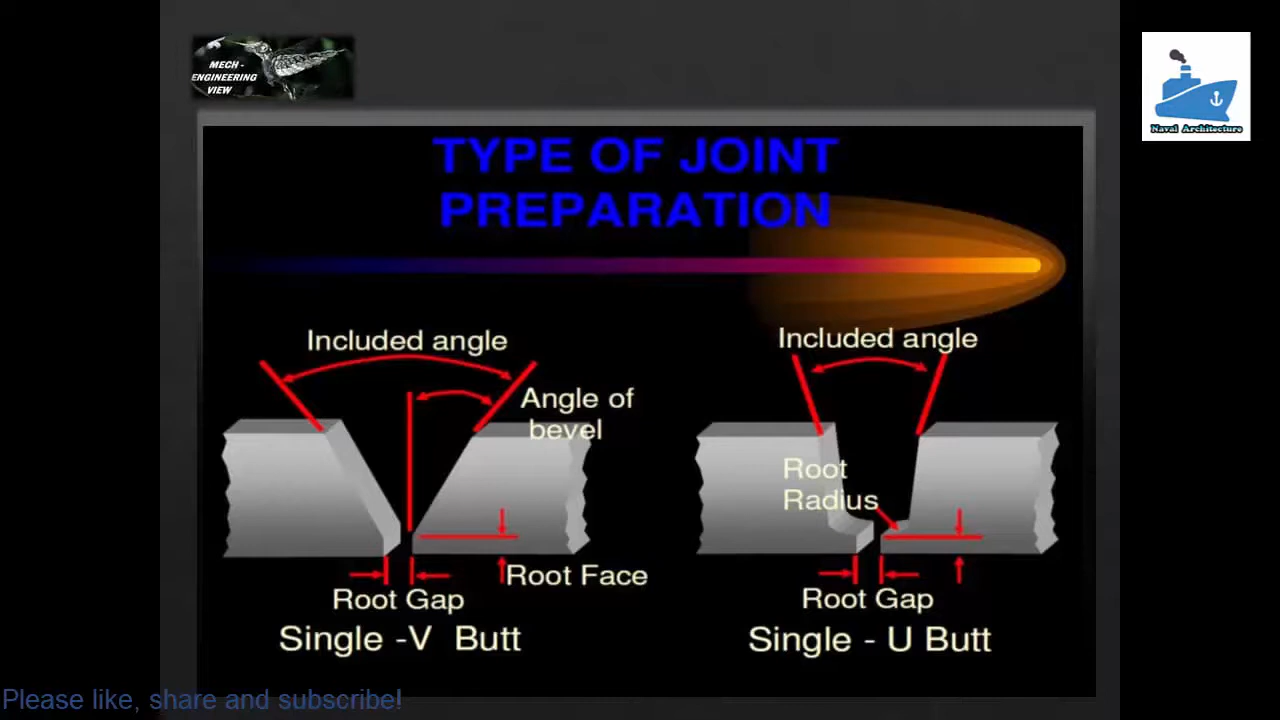 MECH -
ENGINEERING
VIEW
Naval Architecture
TYPE OF JOINT
PREPARATION
Included angle
Included angle
Angle of
bevel
Root
Radius
Root Face
Root Gap
Root Gap
Single -V Butt
Single - U Butt
Please like, share and subscribe!